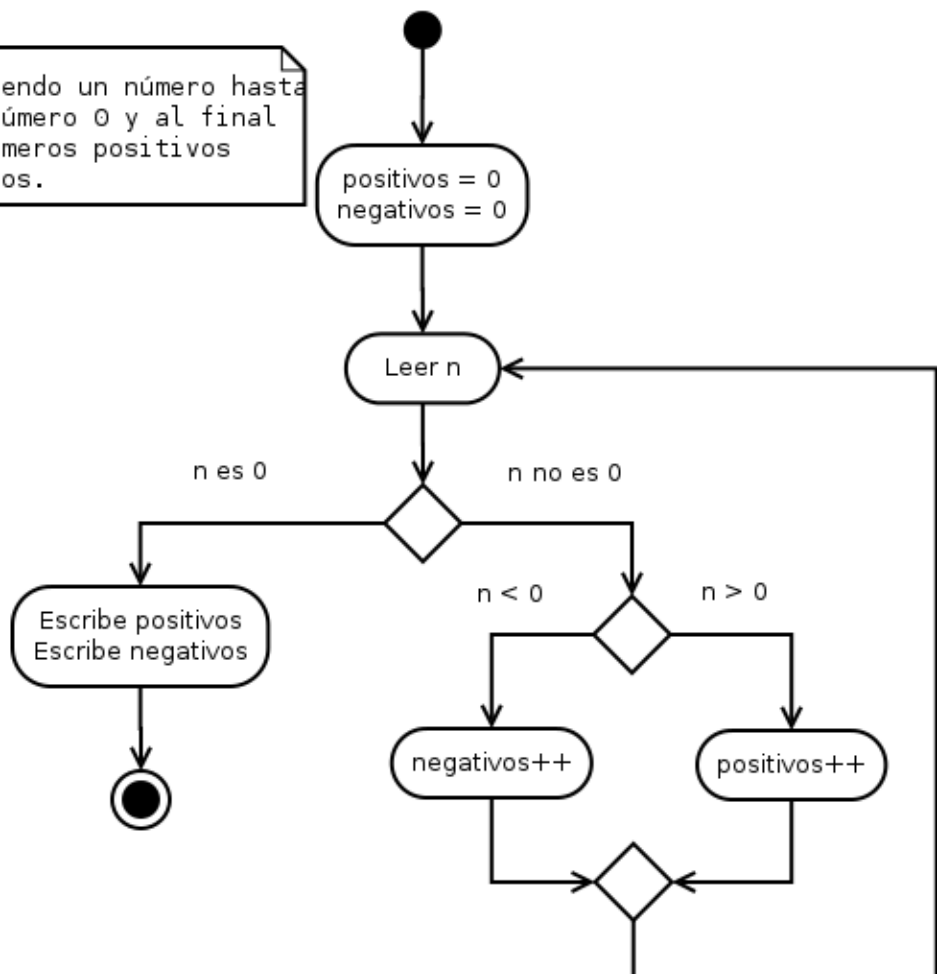 endo un número hasta
úmero 0 y al final
meros positivos
os.
positivos = 0
negativos = 0
Leer n
n es 0
n no es 0
Escribe positivos
Escribe negativos
n < 0
n > 0
negativos++
positivos++